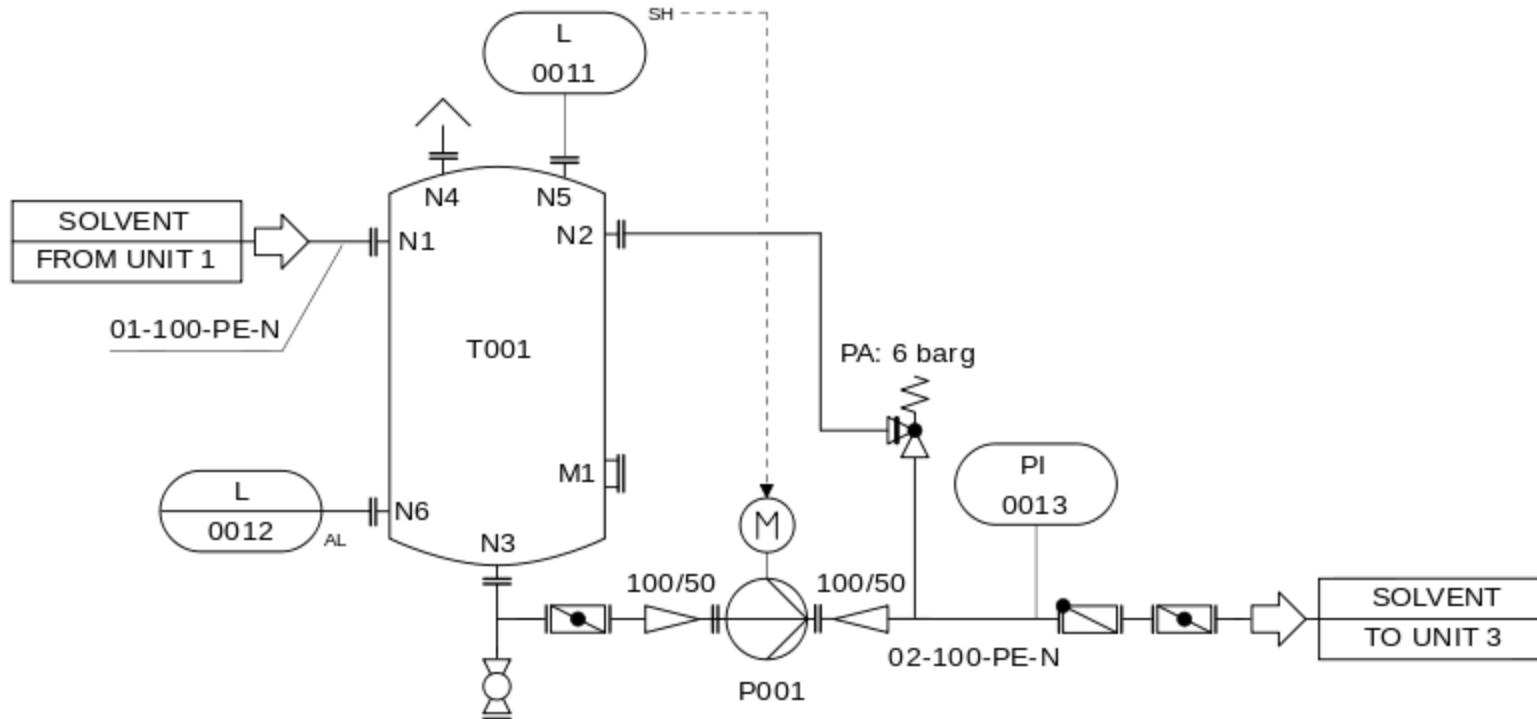 L
0011
SH
N4
N5
SOLVENT
FROM UNIT 1
N1
N2
01-100-PE-N
T001
PA: 6 barg
M1
L
0012
AL
N6
N3
PI
0013
M
100/50
100/50
SOLVENT
TO UNIT 3
02-100-PE-N
P001